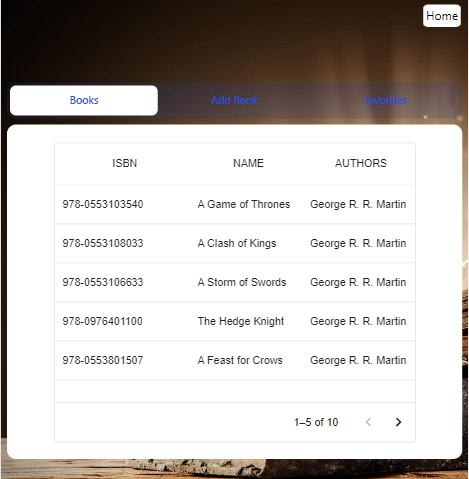 Home
Books Add Book Favorites
ISBN NAME AUTHORS
978-0553103540 A Game of Thrones George R. R. Martin
978-0553108033 A Clash of Kings George R. R. Martin
978-0553106633 A Storm of Swords George R. R. Martin
978-0976401100 The Hedge Knight George R. R. Martin
978-0553801507 A Feast for Crows George R. R. Martin
1–5 of 10